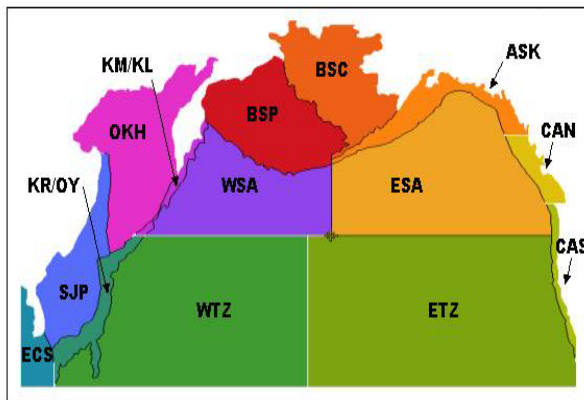 ASK
KM/KL
BSC
BSP
OKH
CAN
KR/OY
WSA
ESA
CAS
SJP
WTZ
ETZ
ECS